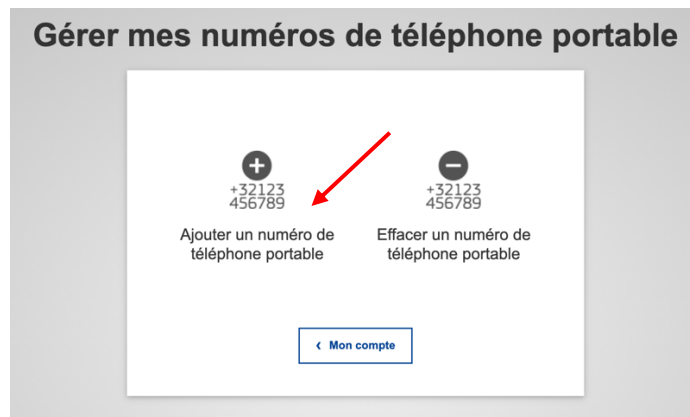 Gérer mes numéros de téléphone portable
+32123
456789
Ajouter un numéro de
téléphone portable
+32123
456789
Effacer un numéro de
téléphone portable
‹ Mon compte